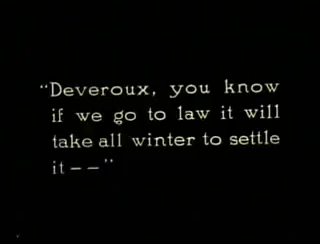 "Deveroux, you know
if we go to law it will
take all winter to settle
it – – "